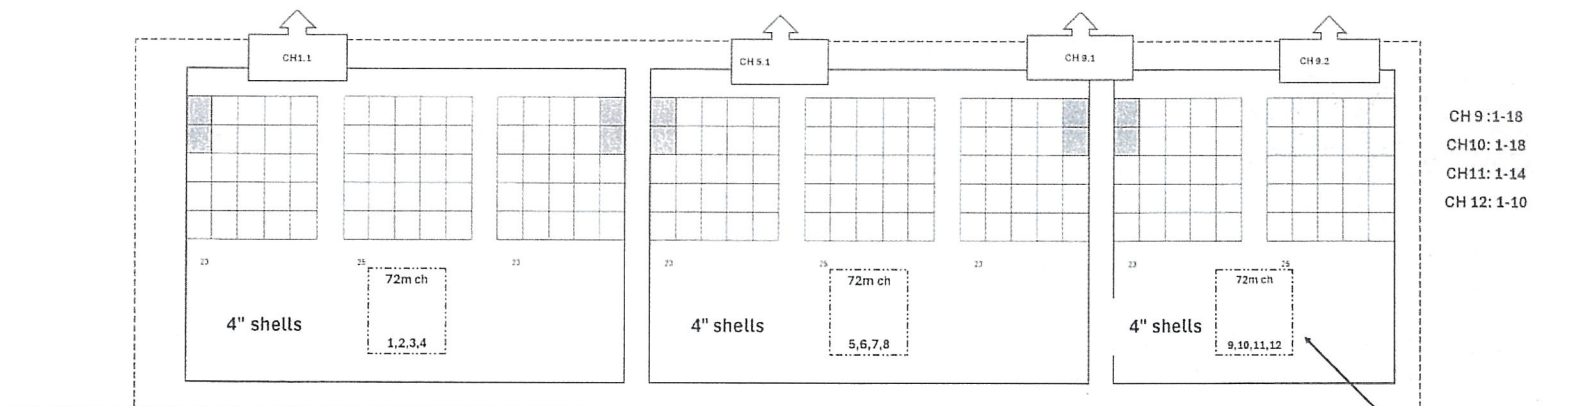 CH1.1
CH 5.1
CH 9.1
CH 9.2
CH 9 :1-18
CH10: 1-18
CH11: 1-14
CH 12: 1-10
23 25 23 23 25 23 23 25
72m ch
72m ch
72m ch
4" shells
4" shells
4" shells
1,2,3,4
5,6,7,8
9,10,11,12